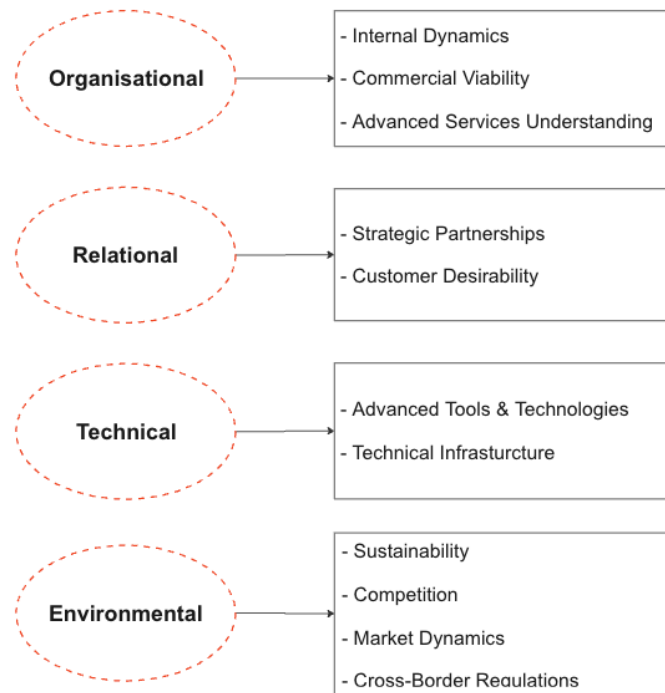 Organisational
- Internal Dynamics
- Commercial Viability
- Advanced Services Understanding
Relational
- Strategic Partnerships
- Customer Desirability
Technical
- Advanced Tools & Technologies
- Technical Infrasturcture
Environmental
- Sustainability
- Competition
- Market Dynamics
- Cross-Border Regulations